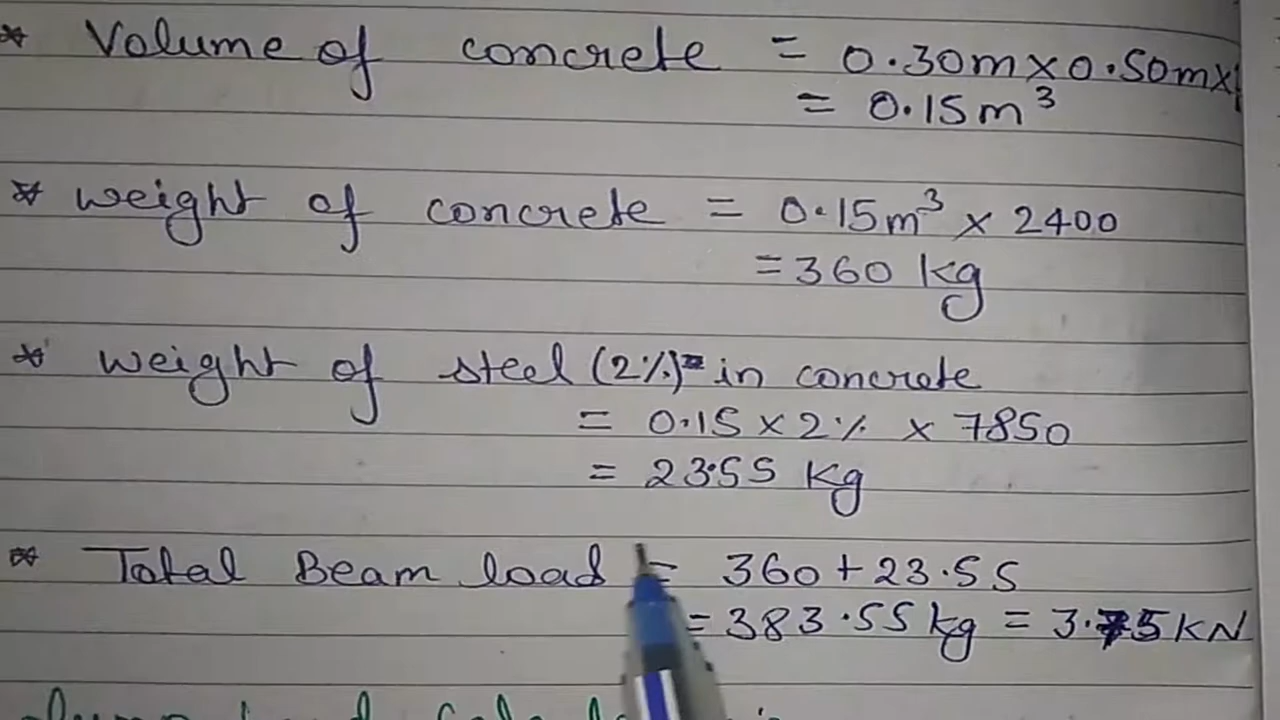 * Volume of concrete = 0.30m×0.50m×1
= 0.15m³
* weight of concrete = 0.15m³ × 2400
= 360 kg
* weight of steel (2%)= in concrete
= 0.15 × 2% × 7850
= 23.55 Kg
* Total Beam load = 360+23.55
= 383.55 kg = 3.75 KN